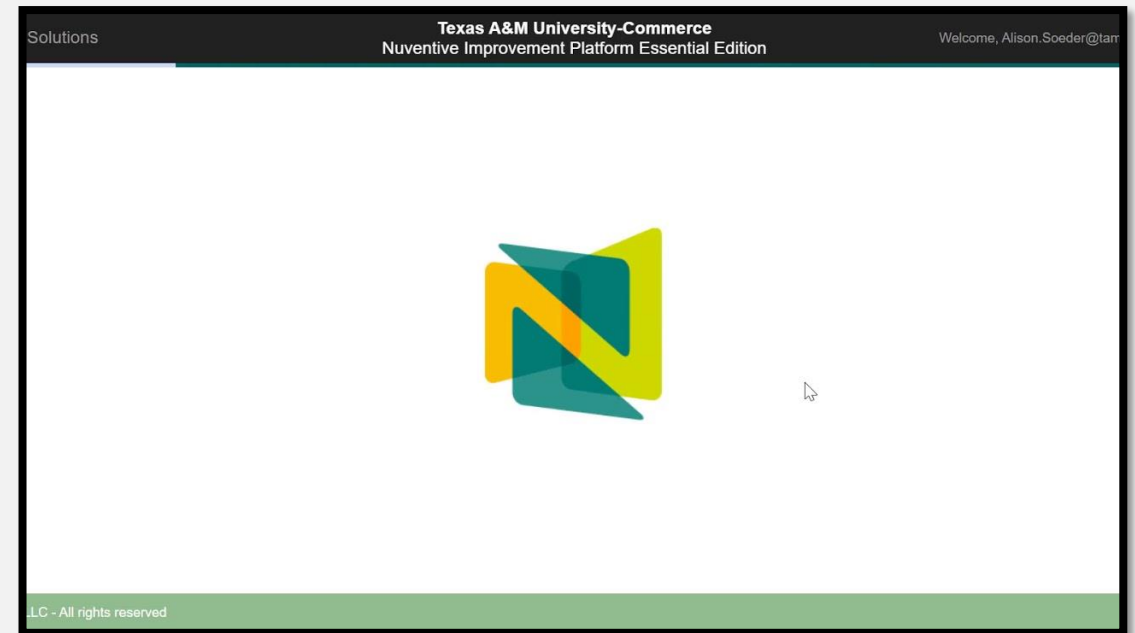 Solutions
Texas A&M University-Commerce
Nuventive Improvement Platform Essential Edition
Welcome, Alison.Soeder@tam
LLC - All rights reserved